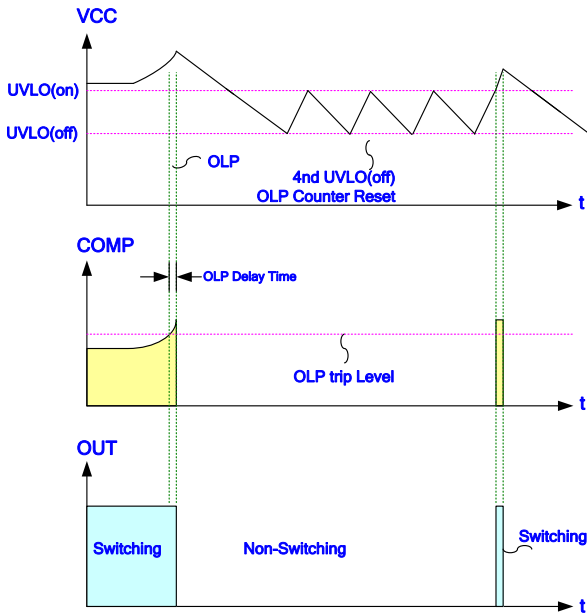 VCC
UVLO(on)
UVLO(off)
OLP
4nd UVLO(off)
OLP Counter Reset
t
COMP
OLP Delay Time
OLP trip Level
t
OUT
Switching
Non-Switching
Switching
t